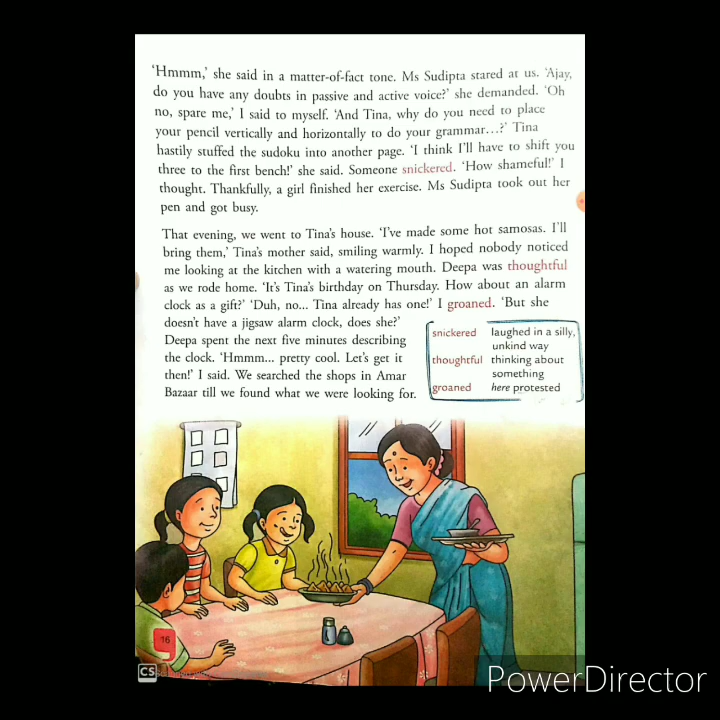 ‘Hmmm,’ she said in a matter-of-fact tone. Ms Sudipta stared at us. ‘Ajay,
do you have any doubts in passive and active voice?’ she demanded. ‘Oh
no, spare me,’ I said to myself. ‘And Tina, why do you need to place
your pencil vertically and horizontally to do your grammar…?’ Tina
hastily stuffed the sudoku into another page. ‘I think I’ll have to shift you
three to the first bench!’ she said. Someone snickered. ‘How shameful!’ I
thought. Thankfully, a girl finished her exercise. Ms Sudipta took out her
pen and got busy.
That evening, we went to Tina’s house. ‘I’ve made some hot samosas. I’ll
bring them,’ Tina’s mother said, smiling warmly. I hoped nobody noticed
me looking at the kitchen with a watering mouth. Deepa was thoughtful
as we rode home. ‘It’s Tina’s birthday on Thursday. How about an alarm
clock as a gift?’ ‘Duh, no... Tina already has one!’ I groaned. ‘But she
doesn’t have a jigsaw alarm clock, does she?’
Deepa spent the next five minutes describing
the clock. ‘Hmmm... pretty cool. Let’s get it
then!’ I said. We searched the shops in Amar
Bazaar till we found what we were looking for.
snickered laughed in a silly,
unkind way
thoughtful thinking about
something
groaned here protested
16
CS
PowerDirector